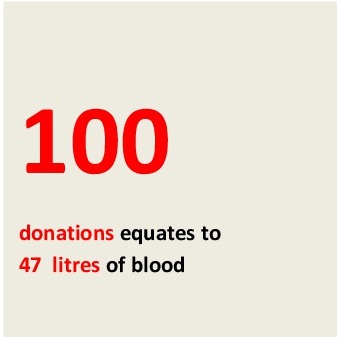 100
donations equates to
47 litres of blood